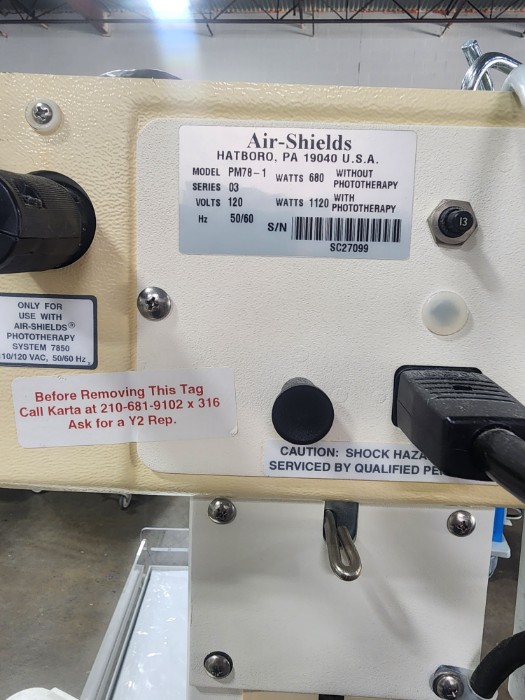 Air-Shields
HATBORO, PA 19040 U.S.A.
MODEL PM78-1 WATTS 680 WITHOUT PHOTOTHERAPY
SERIES 03
VOLTS 120 WATTS 1120 WITH PHOTOTHERAPY
Hz 50/60 S/N
SC27099
13
ONLY FOR
USE WITH
AIR-SHIELDS®
PHOTOTHERAPY
SYSTEM 7850
110/120 VAC, 50/60 Hz
Before Removing This Tag
Call Karta at 210-681-9102 x 316
Ask for a Y2 Rep.
CAUTION: SHOCK
SERVICED BY QUALIFIED